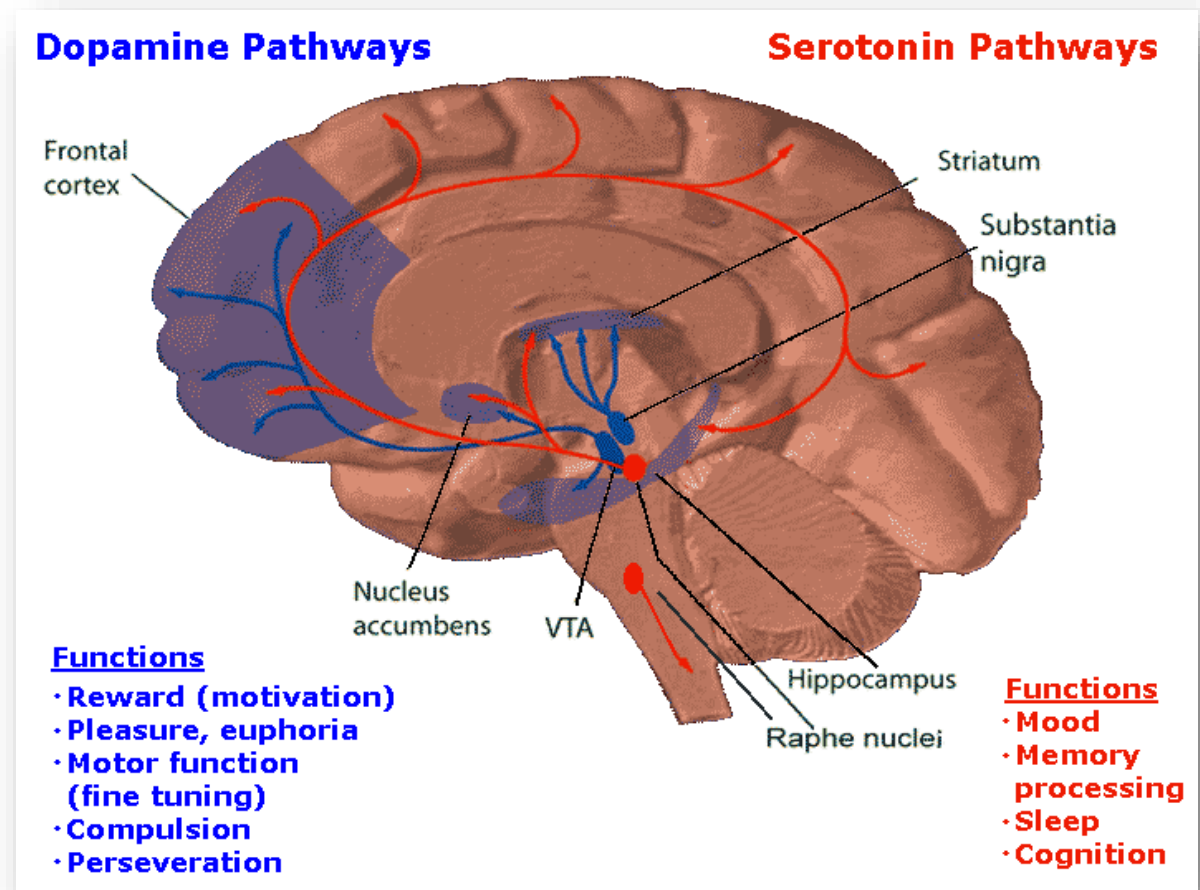 Dopamine Pathways
Serotonin Pathways
Frontal
cortex
Striatum
Substantia
nigra
Nucleus
accumbens
VTA
Hippocampus
Raphe nuclei
Functions
·Reward (motivation)
·Pleasure, euphoria
·Motor function
(fine tuning)
·Compulsion
·Perseveration
Functions
·Mood
·Memory
processing
·Sleep
·Cognition